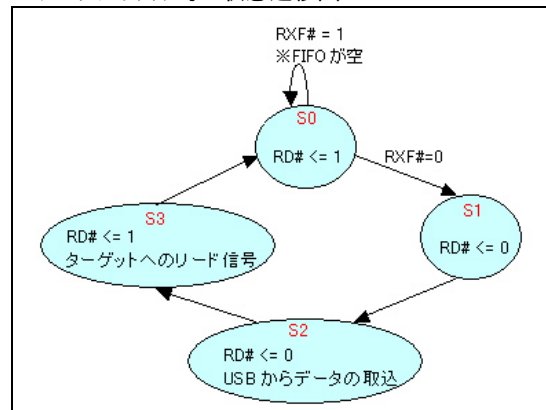 RXF# = 1
※FIFOが空
S0
RD# <= 1
RXF#=0
S1
RD# <= 0
S3
RD# <= 1
ターゲットへのリード信号
S2
RD# <= 0
USBからデータの取込